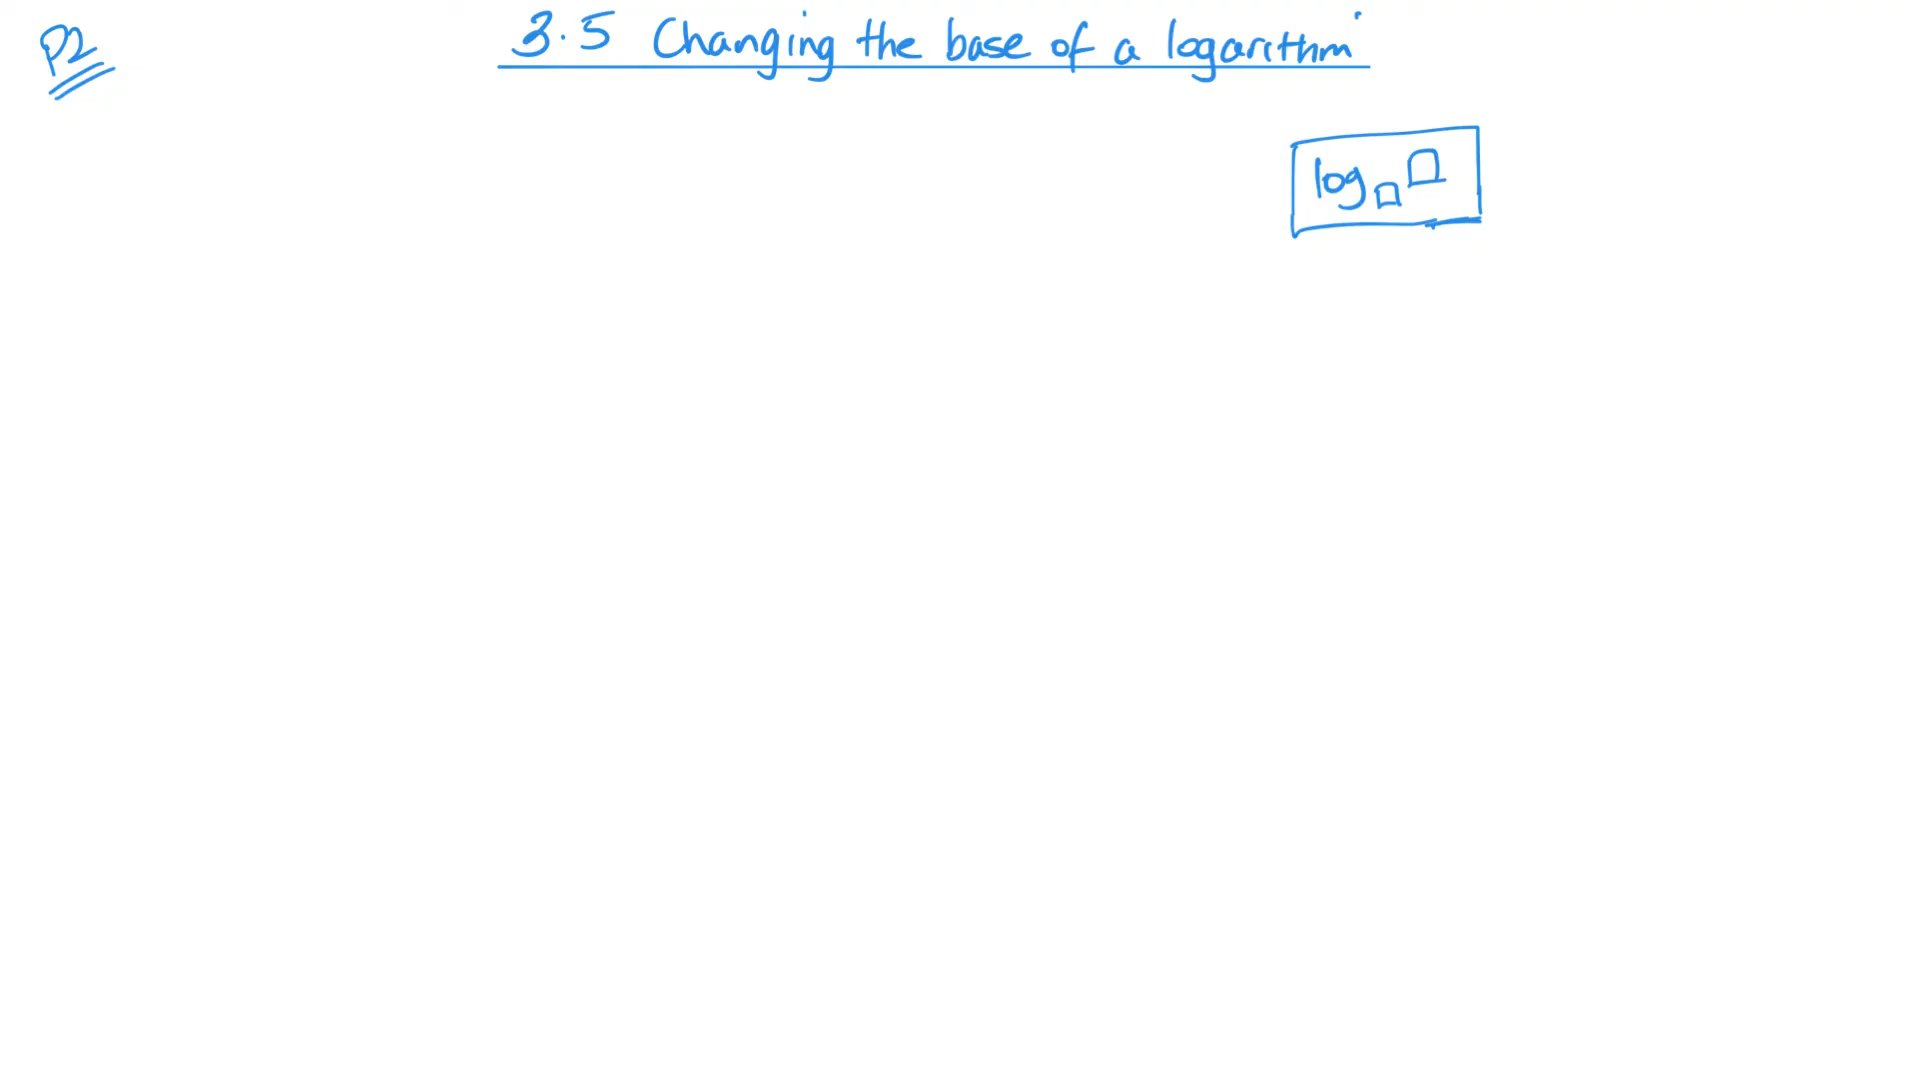 P2
3.5 Changing the base of a logarithm
log□ □